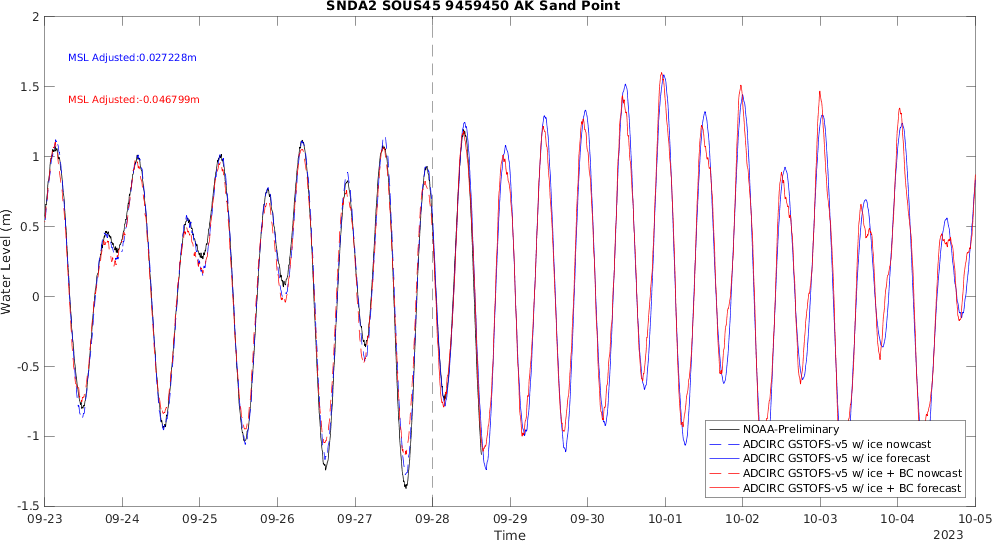 SNDA2 SOUS45 9459450 AK Sand Point
MSL Adjusted:0.027228m
MSL Adjusted:-0.046799m
Water Level (m)
2
1.5
1
0.5
0
-0.5
-1
-1.5
NOAA-Preliminary
ADCIRC GSTOFS-v5 w/ ice nowcast
ADCIRC GSTOFS-v5 w/ ice forecast
ADCIRC GSTOFS-v5 w/ ice + BC nowcast
ADCIRC GSTOFS-v5 w/ ice + BC forecast
09-23 09-24 09-25 09-26 09-27 09-28 09-29 09-30 10-01 10-02 10-03 10-04 10-05
Time
2023